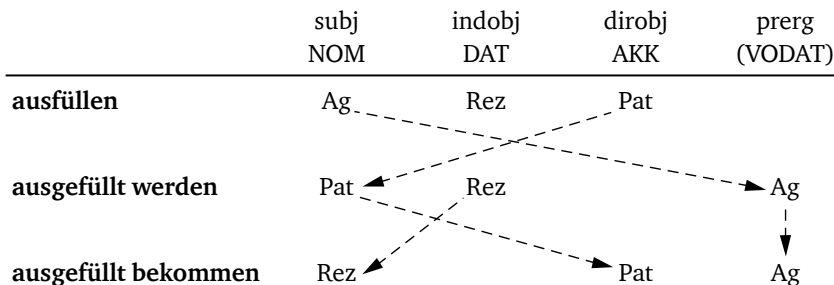 subj indobj dirobj prerg
NOM DAT AKK (VODAT)
ausfüllen Ag Rez Pat
ausgefüllt werden Pat Rez Ag
ausgefüllt bekommen Rez Pat Ag